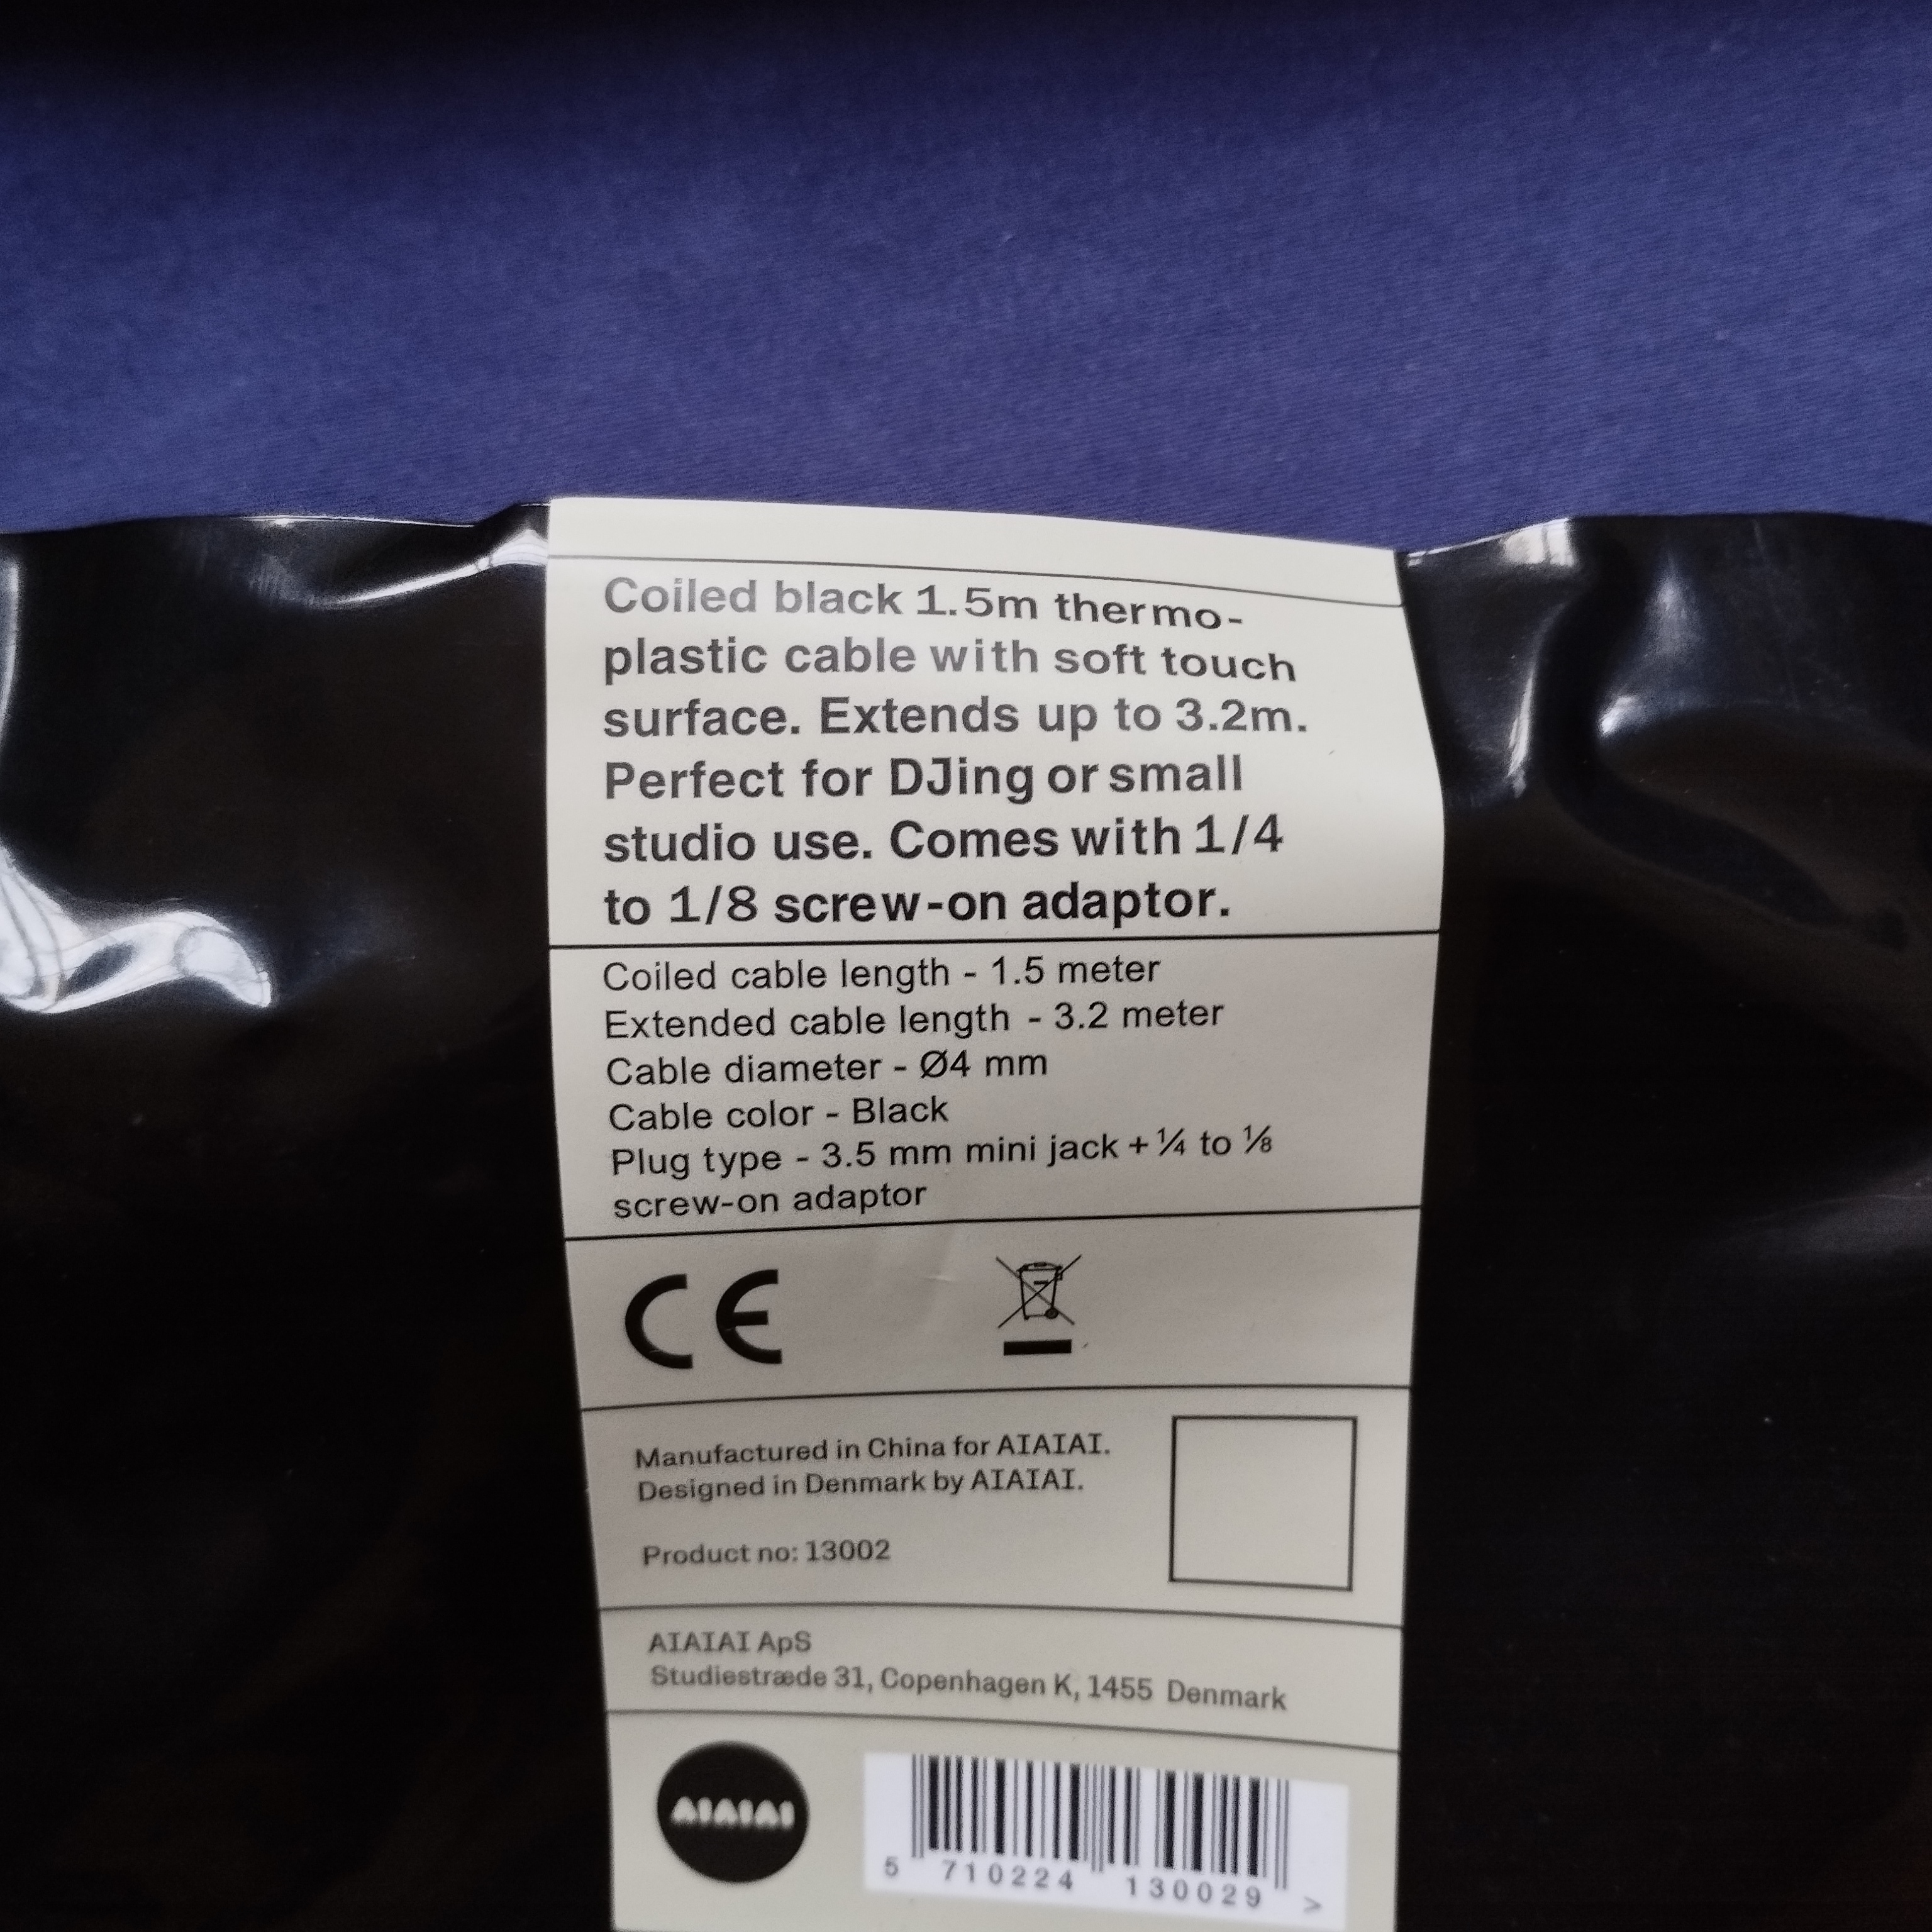 Coiled black 1.5m thermo-
plastic cable with soft touch
surface. Extends up to 3.2m.
Perfect for DJing or small
studio use. Comes with 1/4
to 1/8 screw-on adaptor.
Coiled cable length - 1.5 meter
Extended cable length - 3.2 meter
Cable diameter - Ø4 mm
Cable color - Black
Plug type - 3.5 mm mini jack + ¼ to ⅛
screw-on adaptor
CE
Manufactured in China for AIAIAI.
Designed in Denmark by AIAIAI.
Product no: 13002
AIAIAI ApS
Studiestræde 31, Copenhagen K, 1455 Denmark
AIAIAI
5 710224 130029 >